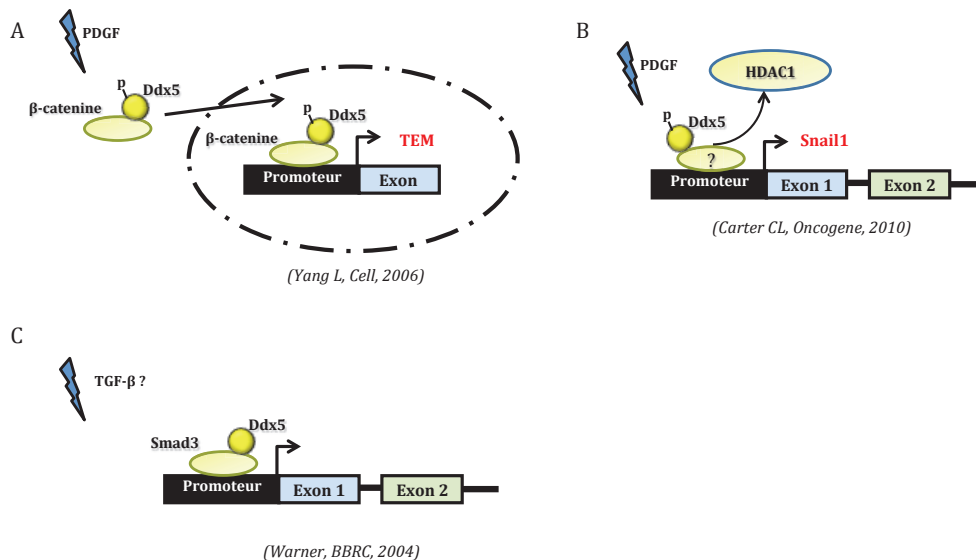 A
PDGF
p
Ddx5
β-catenine
p
Ddx5
β-catenine
TEM
Promoteur
Exon
(Yang L, Cell, 2006)
B
PDGF
HDAC1
p
Ddx5
?
Snail1
Promoteur
Exon 1
Exon 2
(Carter CL, Oncogene, 2010)
C
TGF-β ?
Ddx5
Smad3
Promoteur
Exon 1
Exon 2
(Warner, BBRC, 2004)